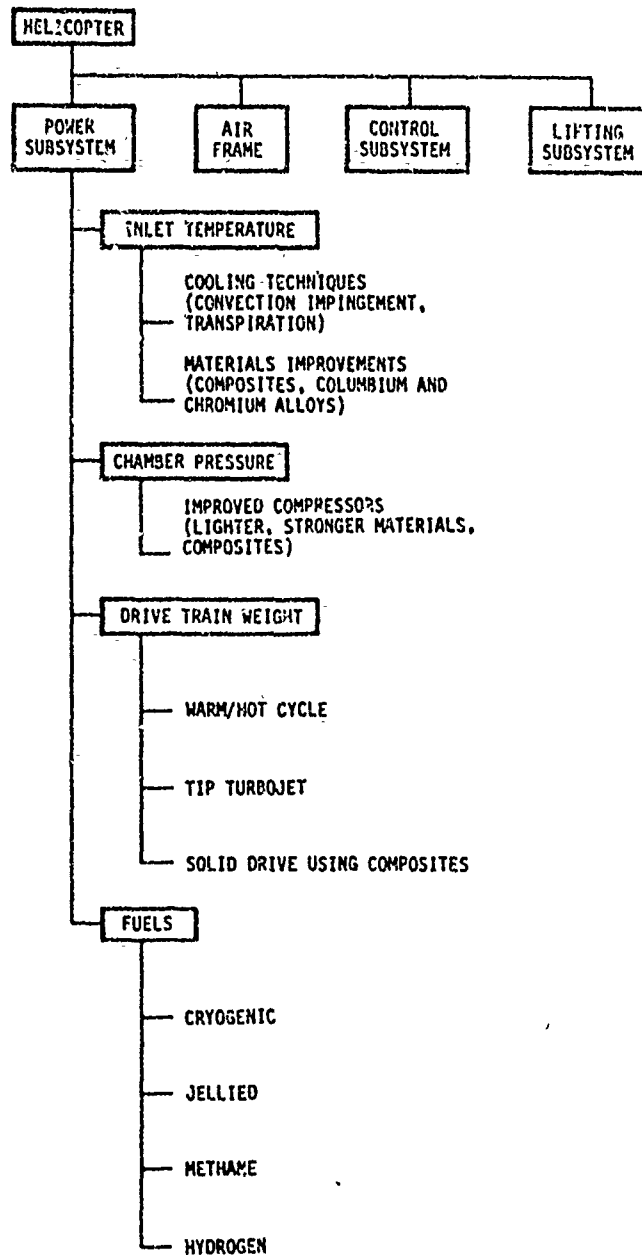 HELICOPTER
POWER
SUBSYSTEM
AIR
FRAME
CONTROL
SUBSYSTEM
LIFTING
SUBSYSTEM
INLET TEMPERATURE
COOLING TECHNIQUES
(CONVECTION IMPINGEMENT,
TRANSPIRATION)
MATERIALS IMPROVEMENTS
(COMPOSITES, COLUMBIUM AND
CHROMIUM ALLOYS)
CHAMBER PRESSURE
IMPROVED COMPRESSORS
(LIGHTER, STRONGER MATERIALS,
COMPOSITES)
DRIVE TRAIN WEIGHT
WARM/HOT CYCLE
TIP TURBOJET
SOLID DRIVE USING COMPOSITES
FUELS
CRYOGENIC
JELLIED
METHAME
HYDROGEN